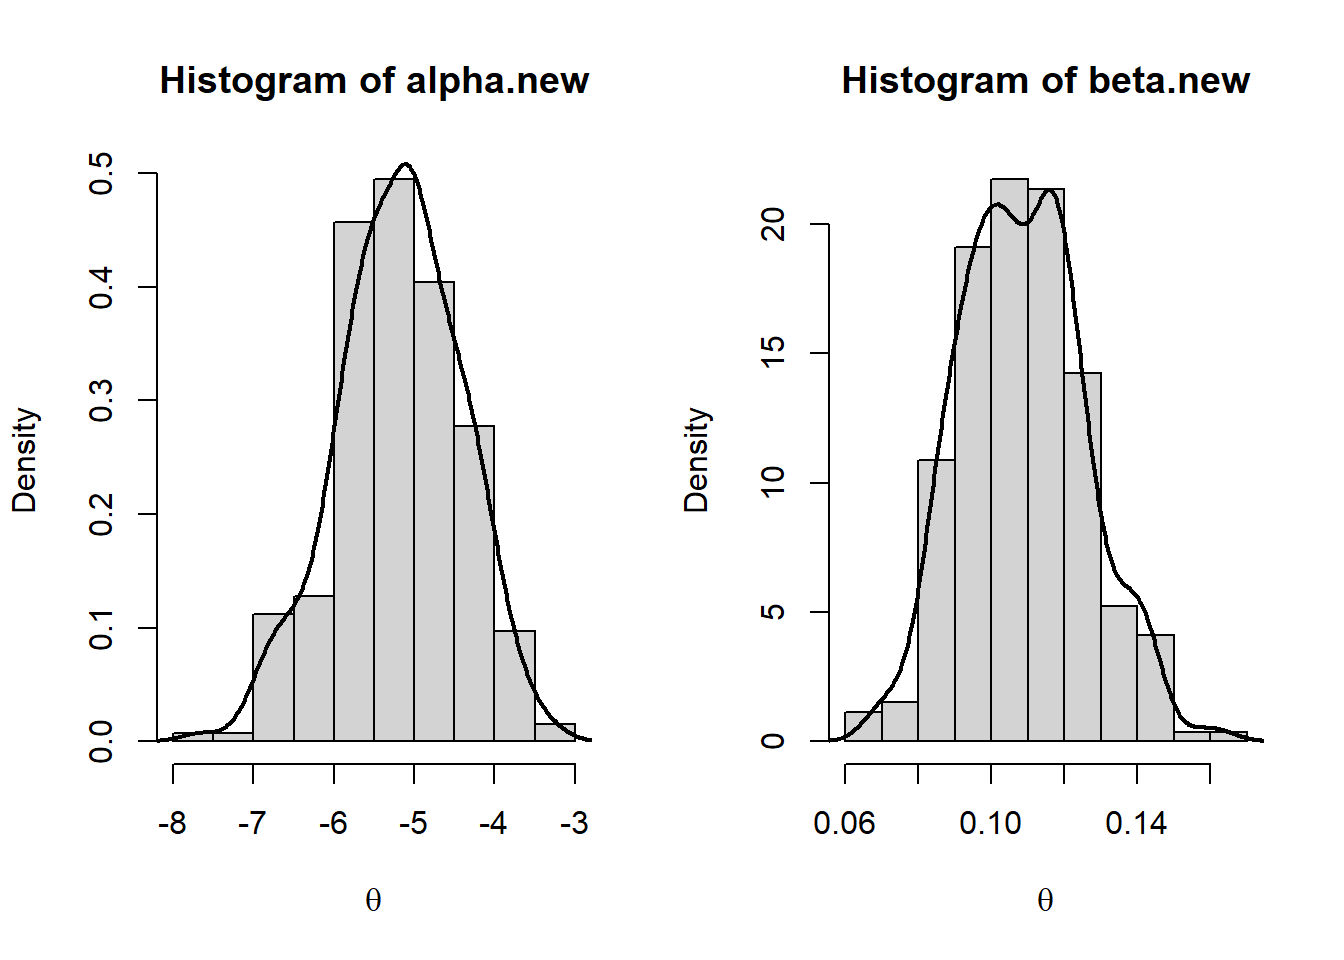 Histogram of alpha.new
Density
0.5
0.4
0.3
0.2
0.1
0.0
-8 -7 -6 -5 -4 -3
θ
Histogram of beta.new
Density
20
15
10
5
0
0.06 0.10 0.14
θ